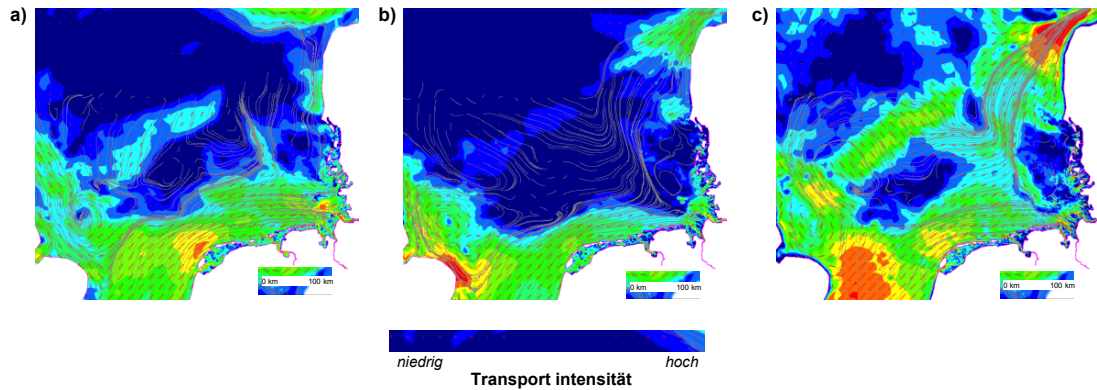 a)
b)
c)
0 km 100 km
0 km 100 km
0 km 100 km
niedrig hoch
Transport intensität